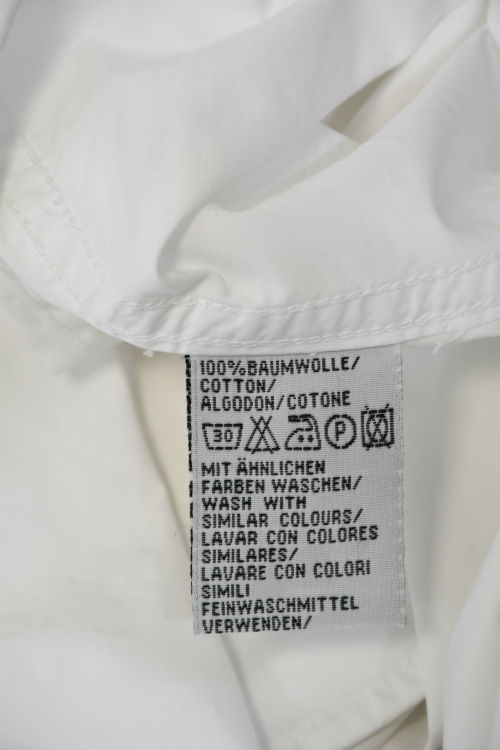 100%BAUMWOLLE/
COTTON/
ALGODON/COTONE
30 P
MIT ÄHNLICHEN
FARBEN WASCHEN/
WASH WITH
SIMILAR COLOURS/
LAVAR CON COLORES
SIMILARES/
LAVARE CON COLORI
SIMILI
FEINWASCHMITTEL
VERWENDEN/